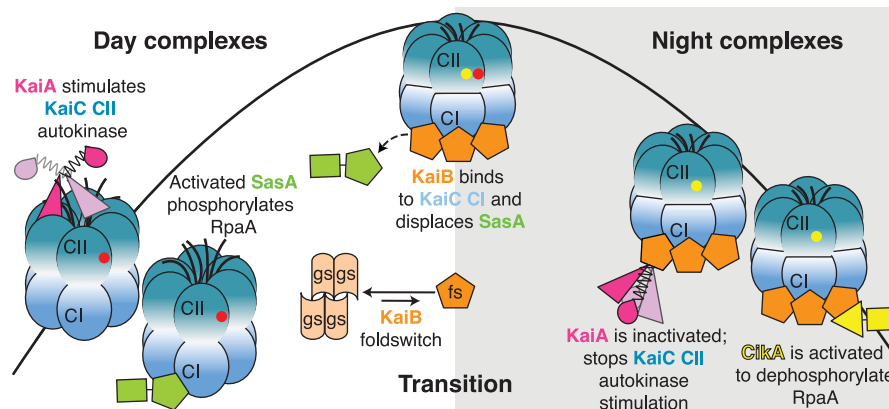 Day complexes
Night complexes
KaiA stimulates
KaiC CII
autokinase
CII
CI
Activated SasA
phosphorylates
RpaA
CII
CI
CII
CI
KaiB binds
to KaiC CI and
displaces SasA
gs gs
gs gs
fs
KaiB
foldswitch
Transition
CII
CI
KaiA is inactivated;
stops KaiC CII
autokinase
stimulation
CII
CI
CikA is activated
to dephosphorylate
RpaA